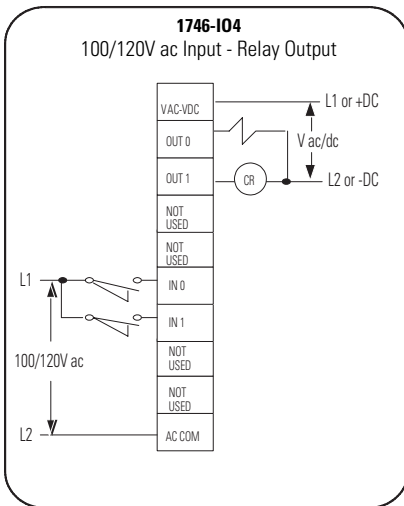 1746-IO4
100/120V ac Input - Relay Output
VAC-VDC
L1 or +DC
OUT 0
V ac/dc
OUT 1
CR
L2 or -DC
NOT
USED
NOT
USED
L1
IN 0
IN 1
100/120V ac
NOT
USED
NOT
USED
L2
AC COM